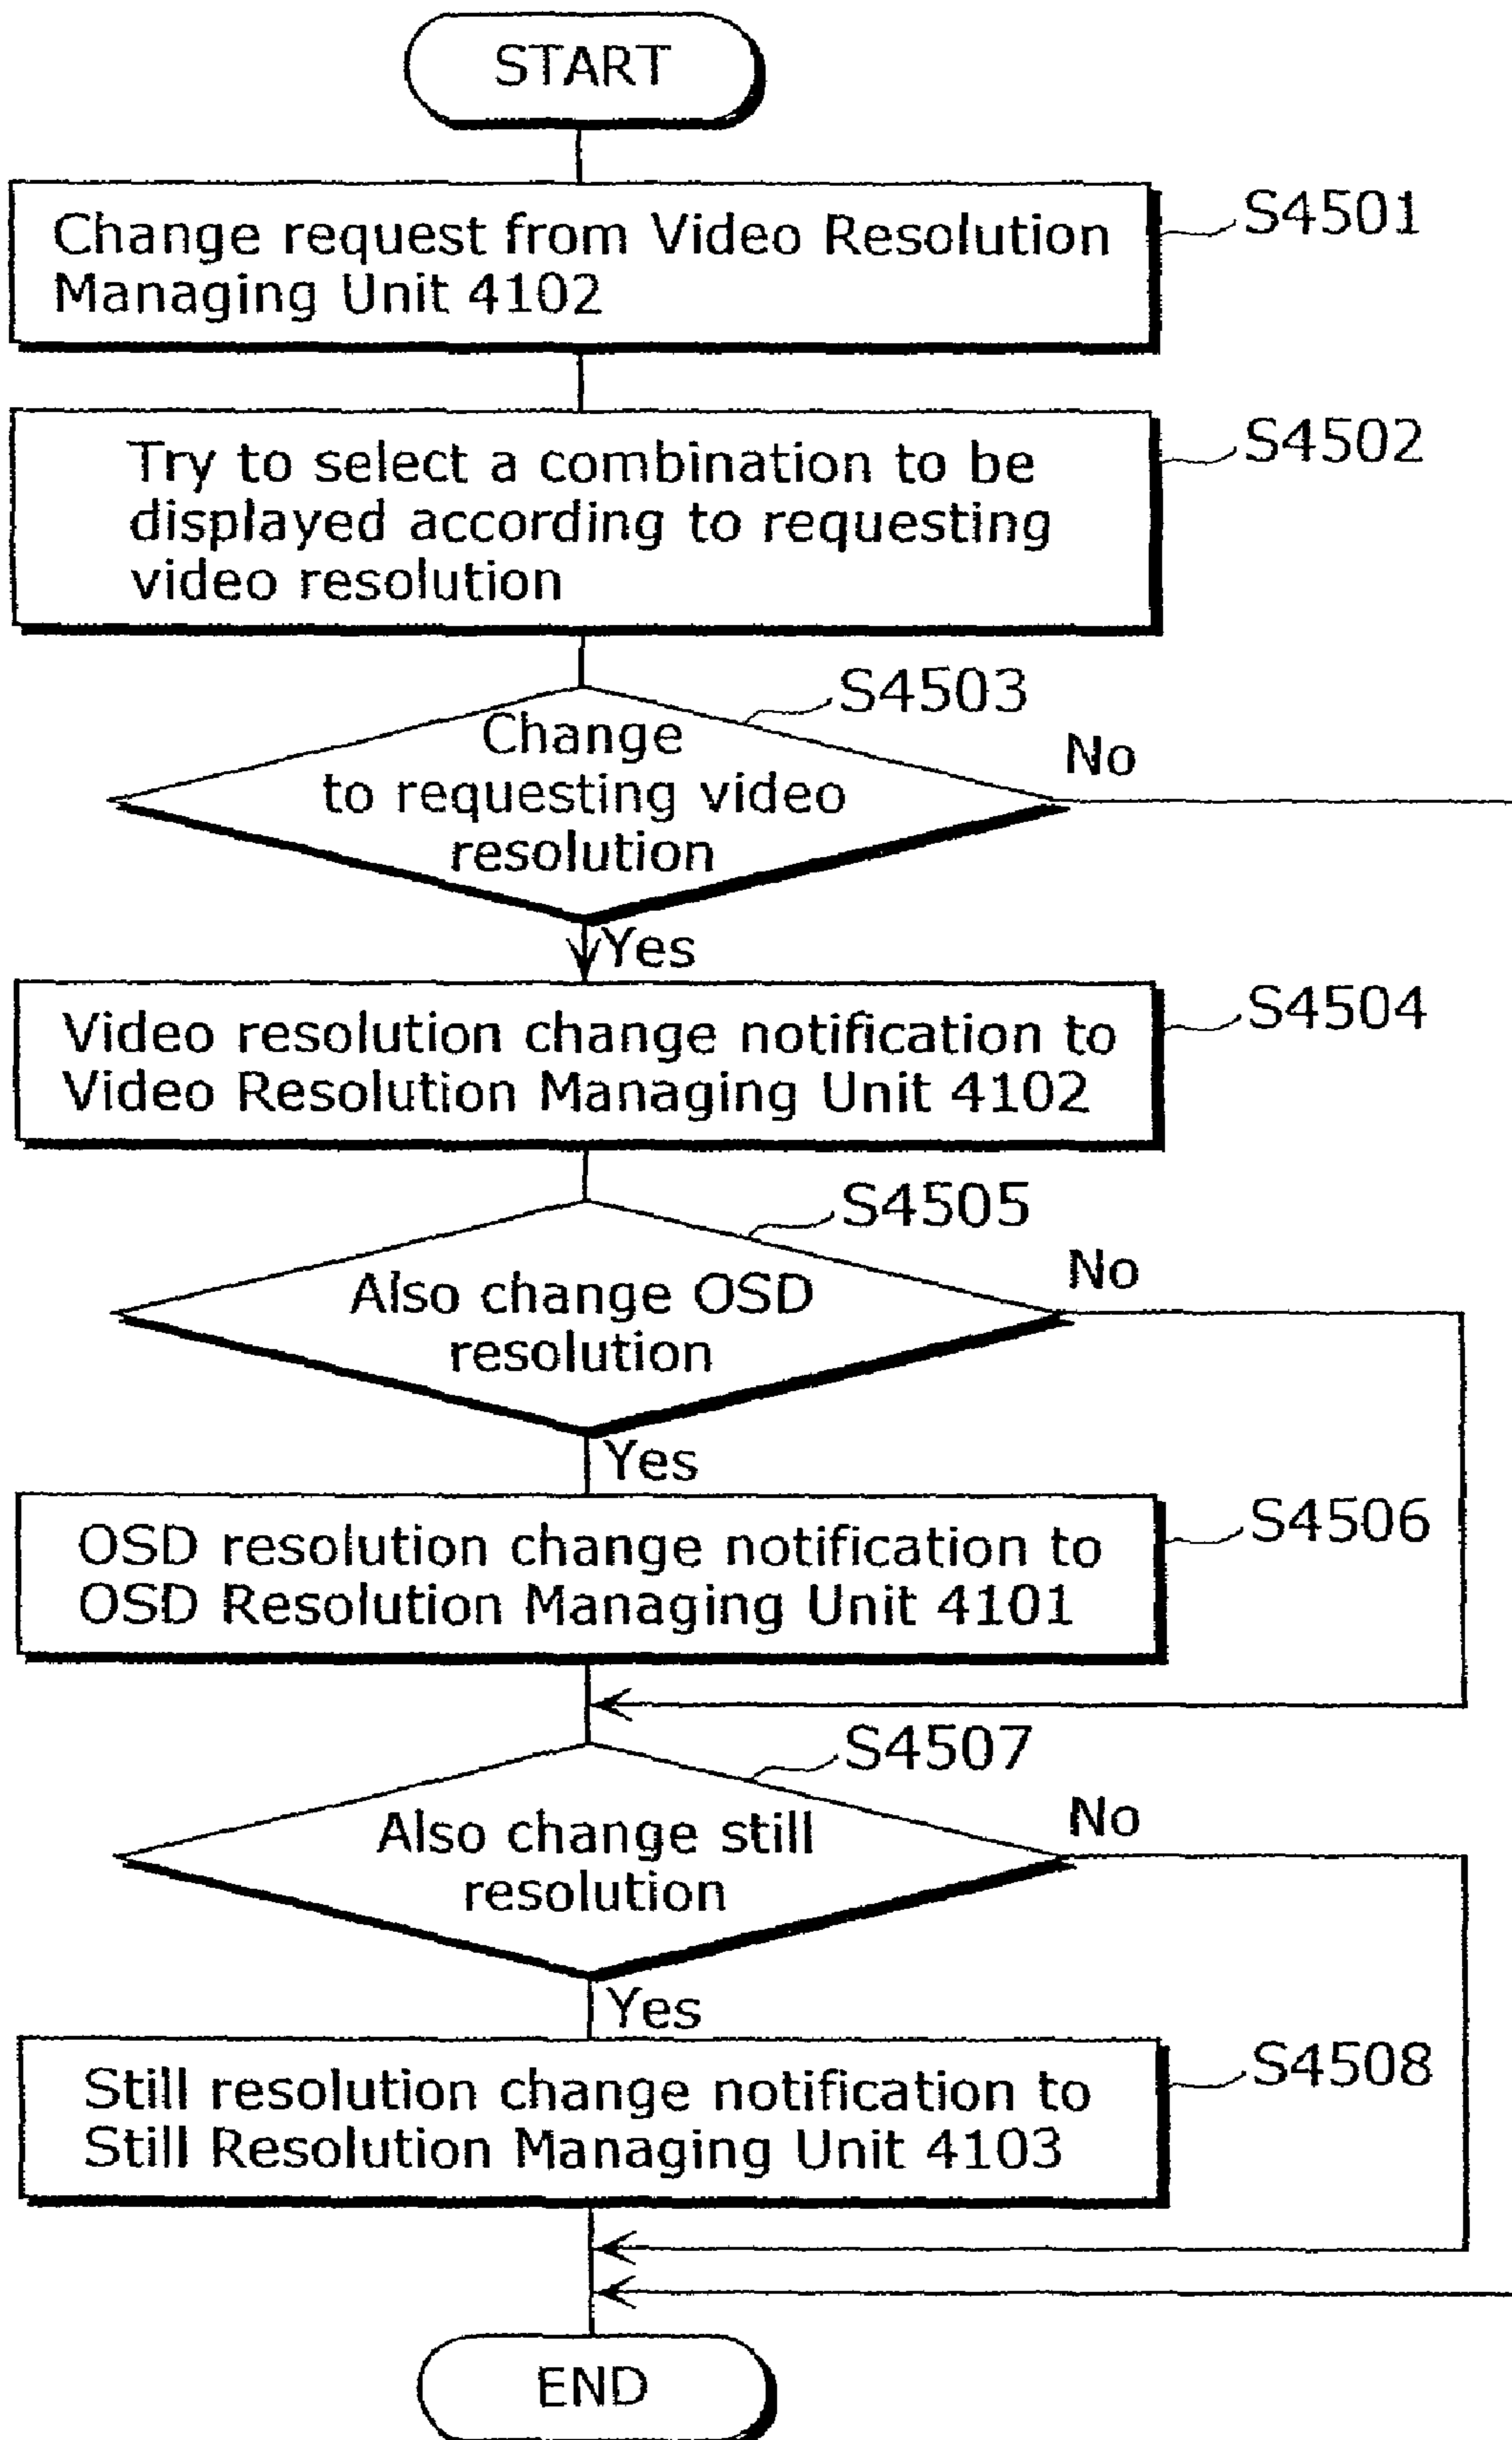 START
Change request from Video Resolution
Managing Unit 4102
S4501
Try to select a combination to be
displayed according to requesting
video resolution
S4502
S4503
Change
to requesting video
resolution
No
Yes
Video resolution change notification to
Video Resolution Managing Unit 4102
S4504
S4505
Also change OSD
resolution
No
Yes
OSD resolution change notification to
OSD Resolution Managing Unit 4101
S4506
S4507
Also change still
resolution
No
Yes
Still resolution change notification to
Still Resolution Managing Unit 4103
S4508
END